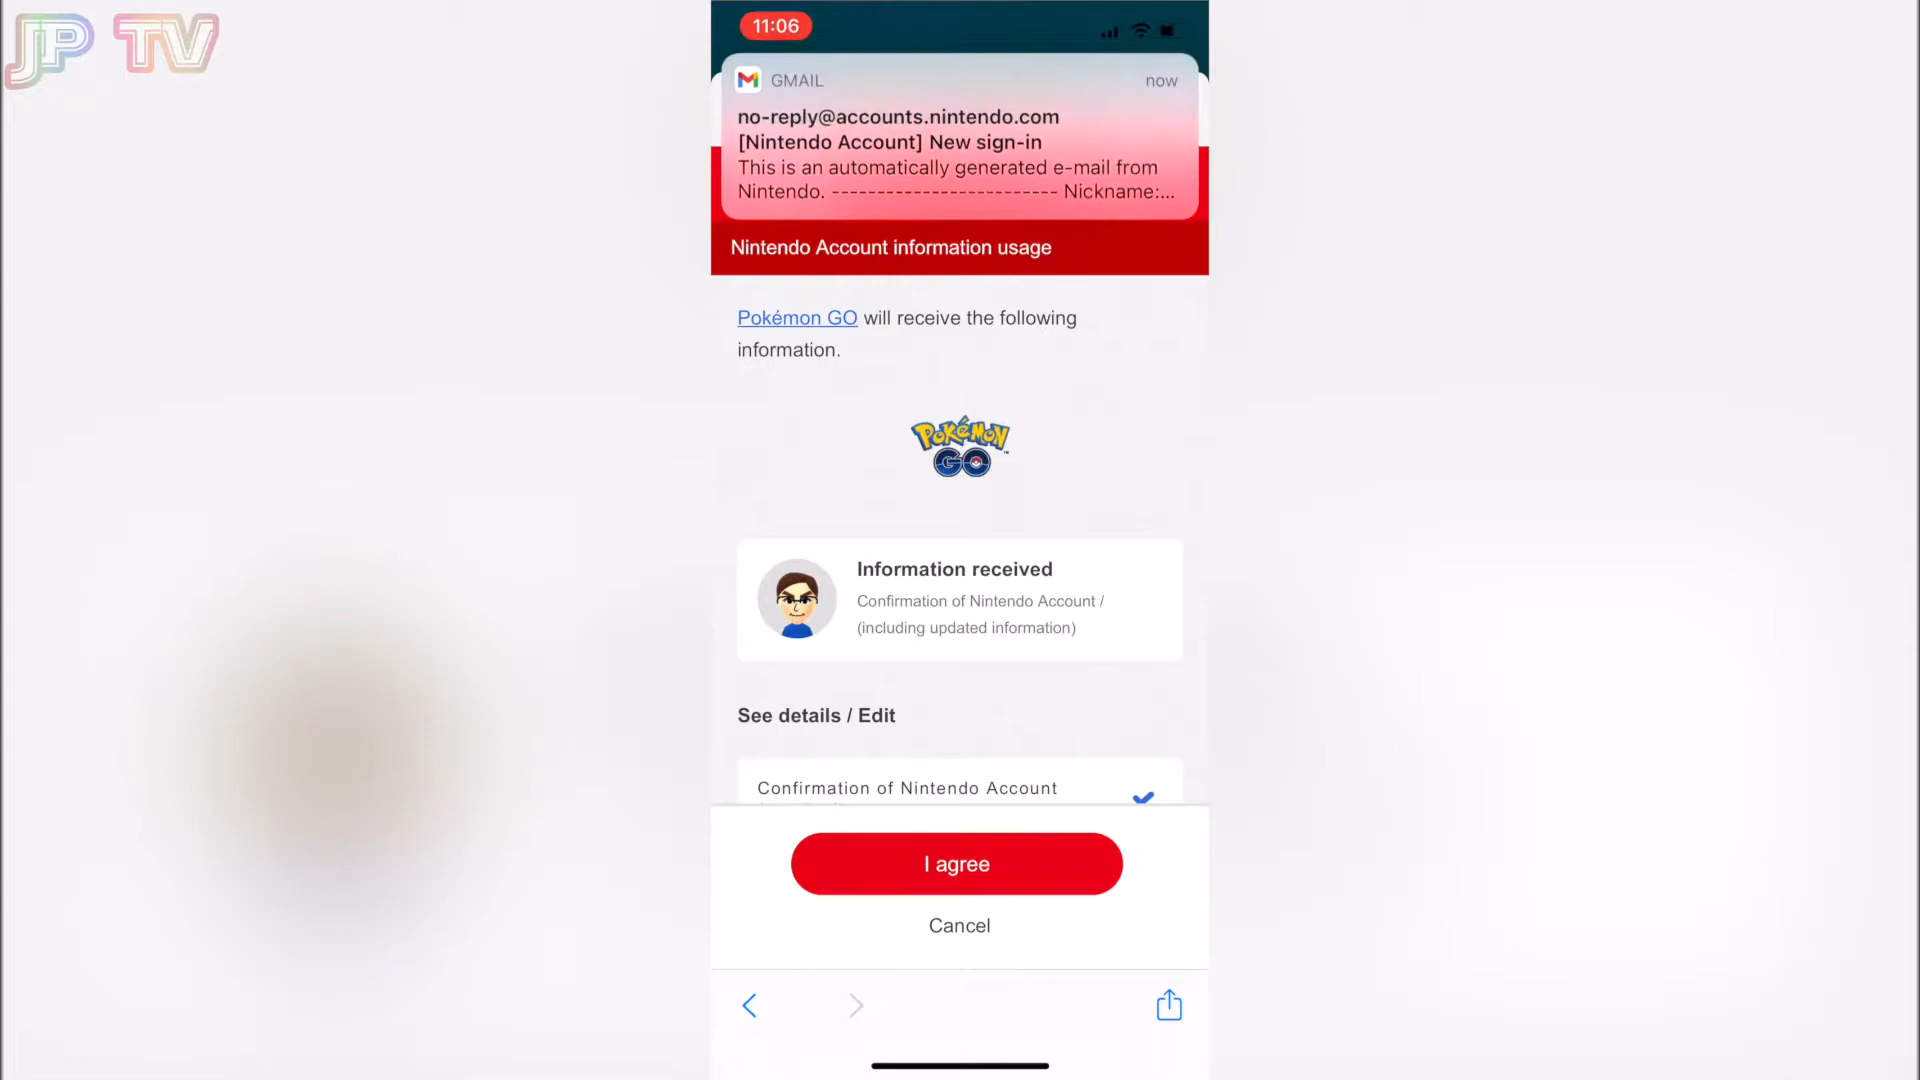 JP TV
11:06
GMAIL
now
no-reply@accounts.nintendo.com
[Nintendo Account] New sign-in
This is an automatically generated e-mail from
Nintendo. ------------------------ Nickname:...
Nintendo Account information usage
Pokémon GO will receive the following
information.
POKéMON
GO
Information received
Confirmation of Nintendo Account /
(including updated information)
See details / Edit
Confirmation of Nintendo Account
I agree
Cancel